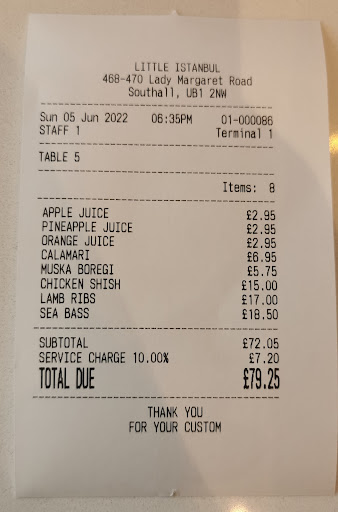 LITTLE ISTANBUL
468-470 Lady Margaret Road
Southall, UB1 2NW
Sun 05 Jun 2022 06:35PM 01-000086
STAFF 1 Terminal 1
TABLE 5
Items: 8
APPLE JUICE £2.95
PINEAPPLE JUICE £2.95
ORANGE JUICE £2.95
CALAMARI £6.95
MUSKA BOREGI £5.75
CHICKEN SHISH £15.00
LAMB RIBS £17.00
SEA BASS £18.50
SUBTOTAL £72.05
SERVICE CHARGE 10.00% £7.20
TOTAL DUE £79.25
THANK YOU
FOR YOUR CUSTOM